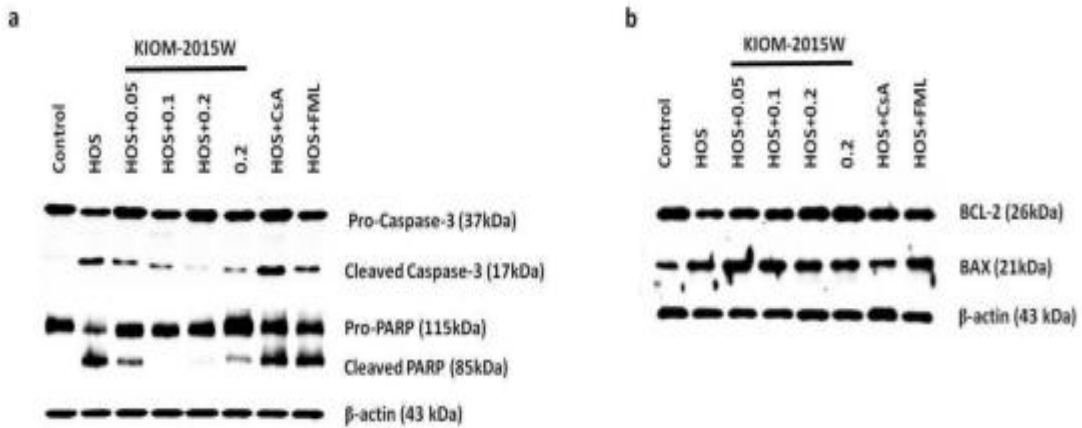 a
KIOM-2015W
Control
HOS
HOS+0.05
HOS+0.1
HOS+0.2
0.2
HOS+CsA
HOS+FML
Pro-Caspase-3 (37kDa)
Cleaved Caspase-3 (17kDa)
Pro-PARP (115kDa)
Cleaved PARP (85kDa)
β-actin (43 kDa)
b
KIOM-2015W
Control
HOS
HOS+0.05
HOS+0.1
HOS+0.2
0.2
HOS+CsA
HOS+FML
BCL-2 (26kDa)
BAX (21kDa)
β-actin (43 kDa)